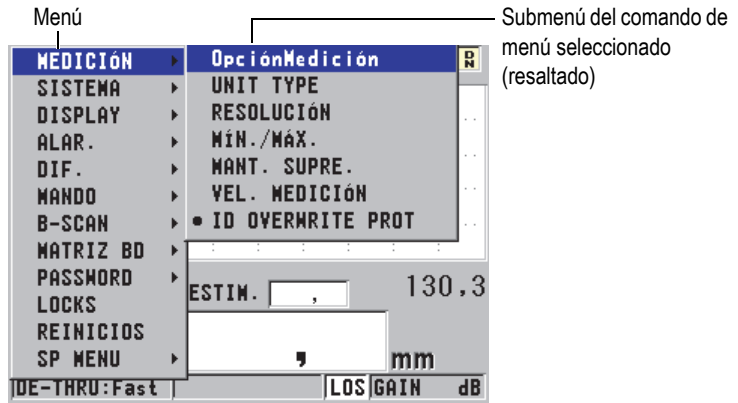 Menú
Submenú del comando de
menú seleccionado
(resaltado)
MEDICIóN
SISTEMA
DISPLAY
ALAR.
DIF.
MANDO
B-SCAN
MATRIZ BD
PASSWORD
LOCKS
REINICIOS
SP MENU
OpciónMedición
UNIT TYPE
RESOLUCIóN
MÍN./MÁX.
MANT. SUPRE.
VEL. MEDICIóN
● ID OVERWRITE PROT
DN
ESTIM. , 130,3
, mm
DE-THRU:Fast LOS GAIN dB